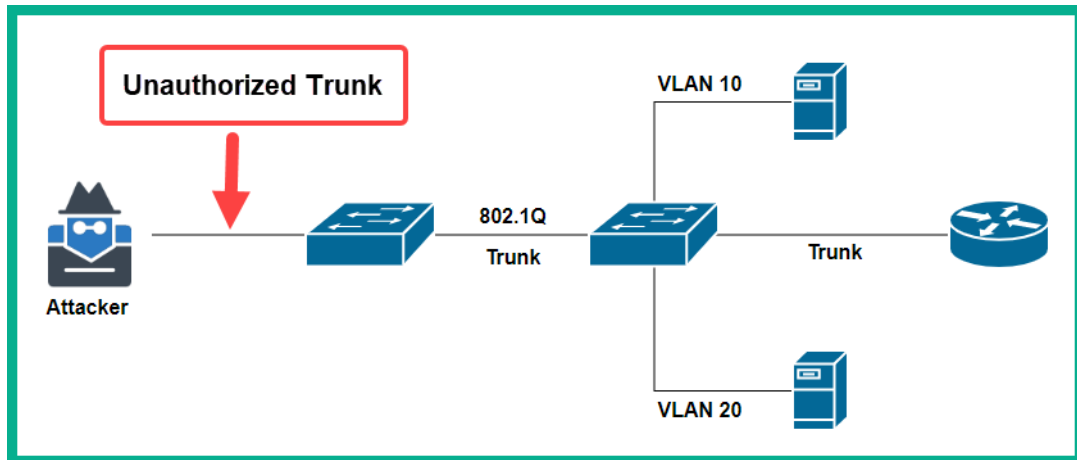 Unauthorized Trunk
VLAN 10
802.1Q
Trunk
Trunk
Attacker
VLAN 20